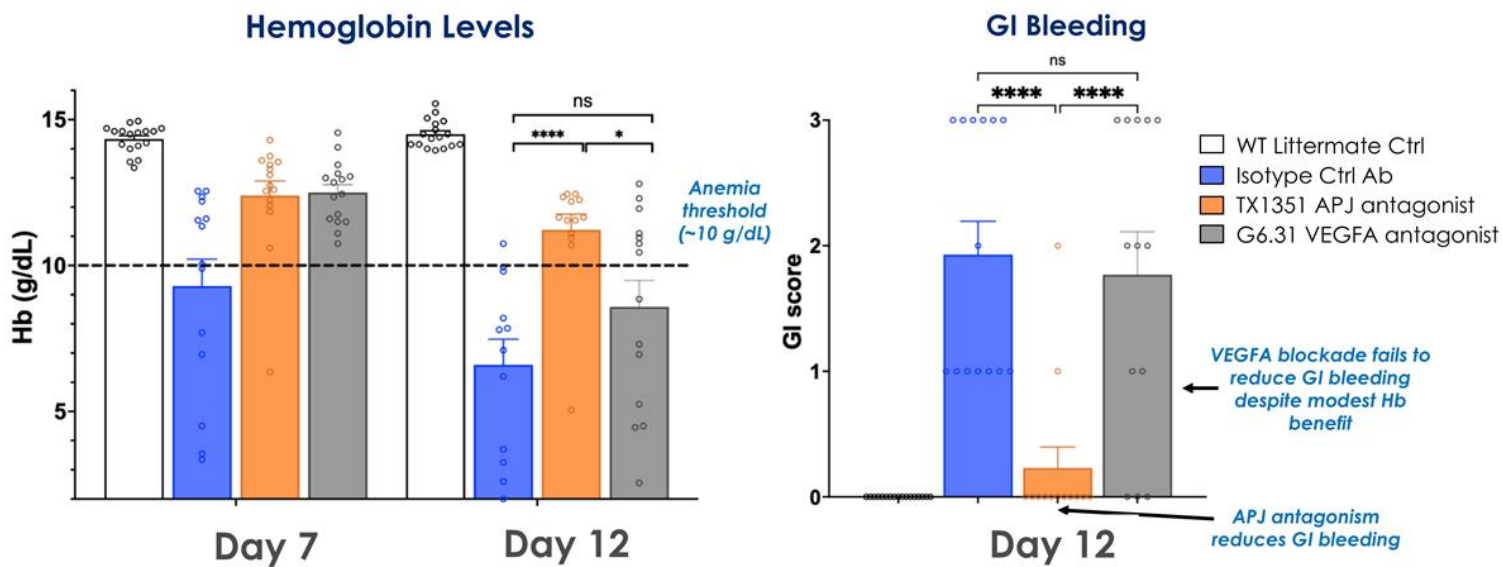 Hemoglobin Levels
Hb (g/dL)
15
10
5
ns
****
*
Anemia
threshold
(~10 g/dL)
Day 7
Day 12
GI Bleeding
GI score
3
2
1
0
ns
****
****
Day 12
WT Littermate Ctrl
Isotype Ctrl Ab
TX1351 APJ antagonist
G6.31 VEGFA antagonist
VEGFA blockade fails to
reduce GI bleeding
despite modest Hb
benefit
APJ antagonism
reduces GI bleeding